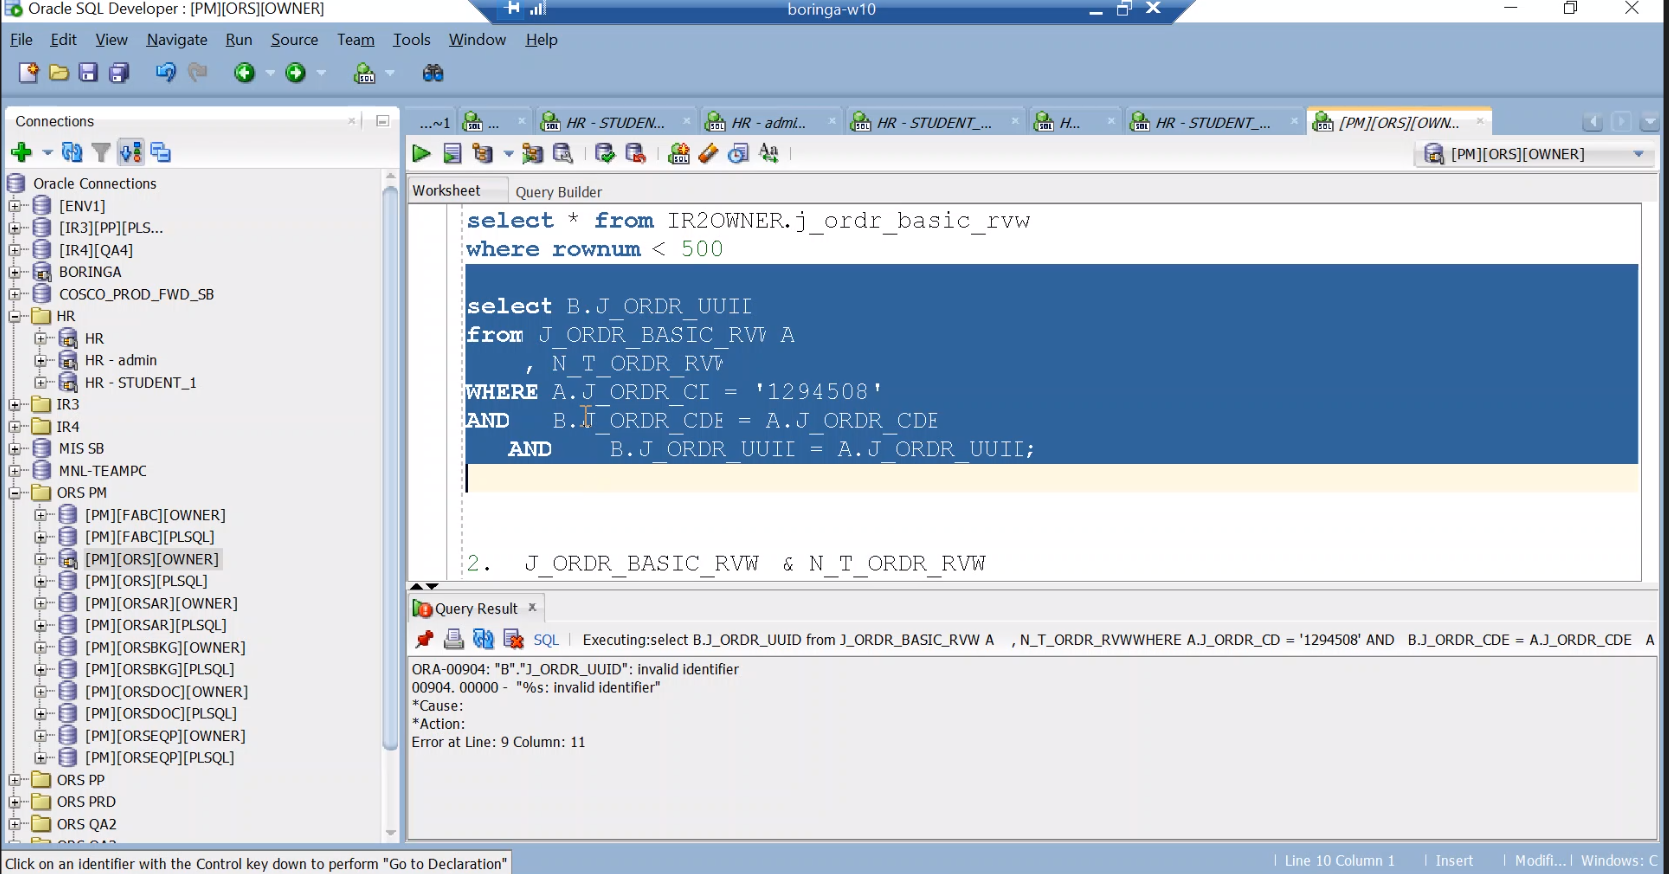 Oracle SQL Developer : [PM][ORS][OWNER]
boringa-w10
File Edit View Navigate Run Source Team Tools Window Help
Connections
Oracle Connections
[ENV1]
[IR3][PP][PLS...
[IR4][QA4]
BORINGA
COSCO_PROD_FWD_SB
HR
HR
HR - admin
HR - STUDENT_1
IR3
IR4
MIS SB
MNL-TEAMPC
ORS PM
[PM][FABC][OWNER]
[PM][FABC][PLSQL]
[PM][ORS][OWNER]
[PM][ORS][PLSQL]
[PM][ORSAR][OWNER]
[PM][ORSAR][PLSQL]
[PM][ORSBKG][OWNER]
[PM][ORSBKG][PLSQL]
[PM][ORSDOC][OWNER]
[PM][ORSDOC][PLSQL]
[PM][ORSEQP][OWNER]
[PM][ORSEQP][PLSQL]
ORS PP
ORS PRD
ORS QA2
...~1 ... HR - STUDEN... HR - admi... HR - STUDENT_... H... HR - STUDENT_... [PM][ORS][OWN...
[PM][ORS][OWNER]
Worksheet Query Builder
select * from IR2OWNER.j_ordr_basic_rvw
where rownum < 500
select B.J_ORDR_UUI
from J_ORDR_BASIC_RVW A
, N_T_ORDR_RVW
WHERE A.J_ORDR_C = '1294508'
AND B.J_ORDR_CDE = A.J_ORDR_CDE
AND B.J_ORDR_UUI = A.J_ORDR_UUI;
2. J_ORDR_BASIC_RVW & N_T_ORDR_RVW
Query Result
SQL Executing:select B.J_ORDR_UUID from J_ORDR_BASIC_RVW A , N_T_ORDR_RVWWHERE A.J_ORDR_CD = '1294508' AND B.J_ORDR_CDE = A.J_ORDR_CDE A
ORA-00904: "B"."J_ORDR_UUID": invalid identifier
00904. 00000 - "%s: invalid identifier"
*Cause:
*Action:
Error at Line: 9 Column: 11
Click on an identifier with the Control key down to perform "Go to Declaration"
Line 10 Column 1 Insert Modifi... Windows: C